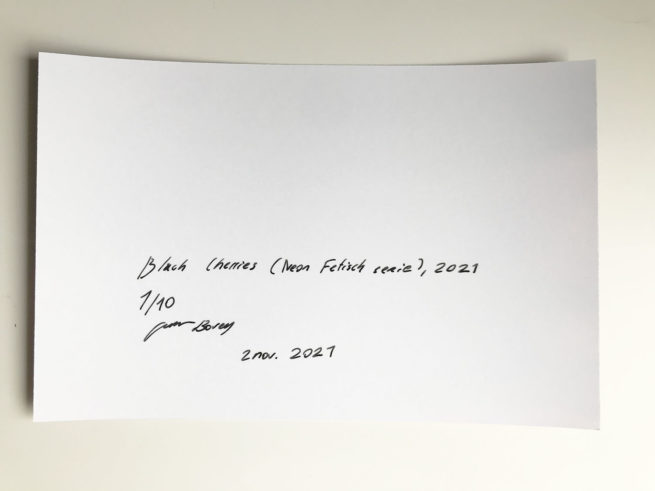 Black Cherries (Neon Fetisch serie), 2021
1/10
2 nov. 2021